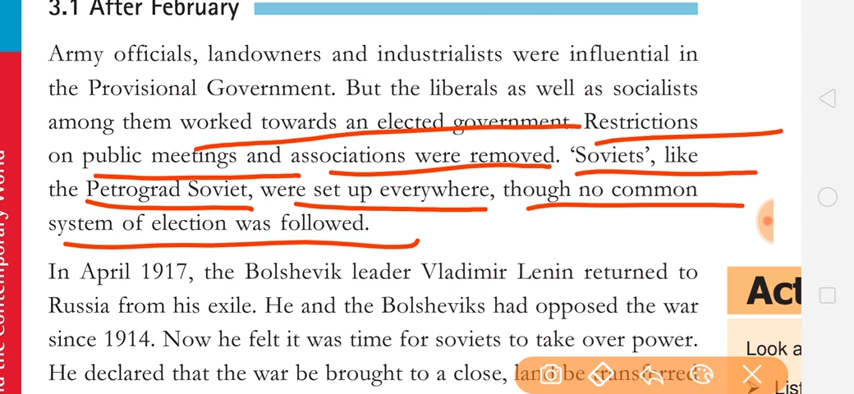 3.1 After February
Army officials, landowners and industrialists were influential in
the Provisional Government. But the liberals as well as socialists
among them worked towards an elected government. Restrictions
on public meetings and associations were removed. ‘Soviets’, like
the Petrograd Soviet, were set up everywhere, though no common
system of election was followed.
In April 1917, the Bolshevik leader Vladimir Lenin returned to
Russia from his exile. He and the Bolsheviks had opposed the war
since 1914. Now he felt it was time for soviets to take over power.
He declared that the war be brought to a close, land be transferred
Act
Look a
List